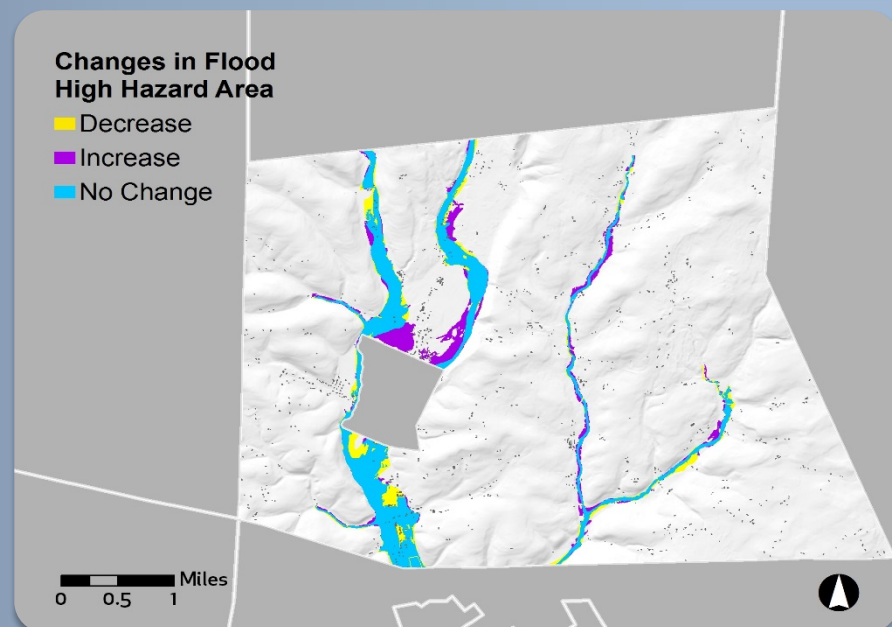 Changes in Flood
High Hazard Area
Decrease
Increase
No Change
Miles
0 0.5 1